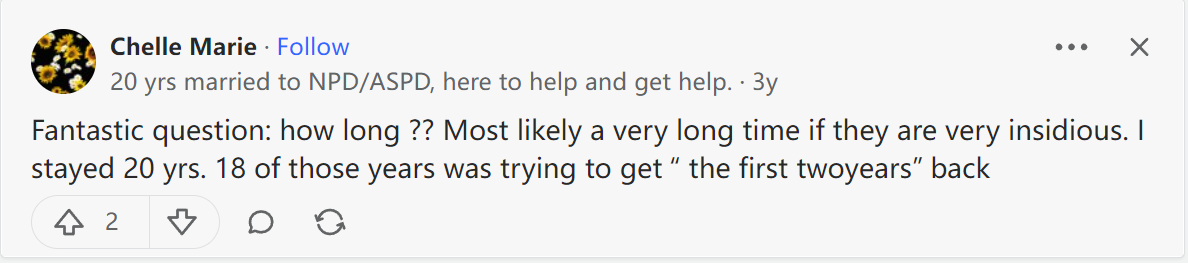 Chelle Marie · Follow
20 yrs married to NPD/ASPD, here to help and get help. · 3y
Fantastic question: how long ?? Most likely a very long time if they are very insidious. I
stayed 20 yrs. 18 of those years was trying to get “ the first twoyears” back
2